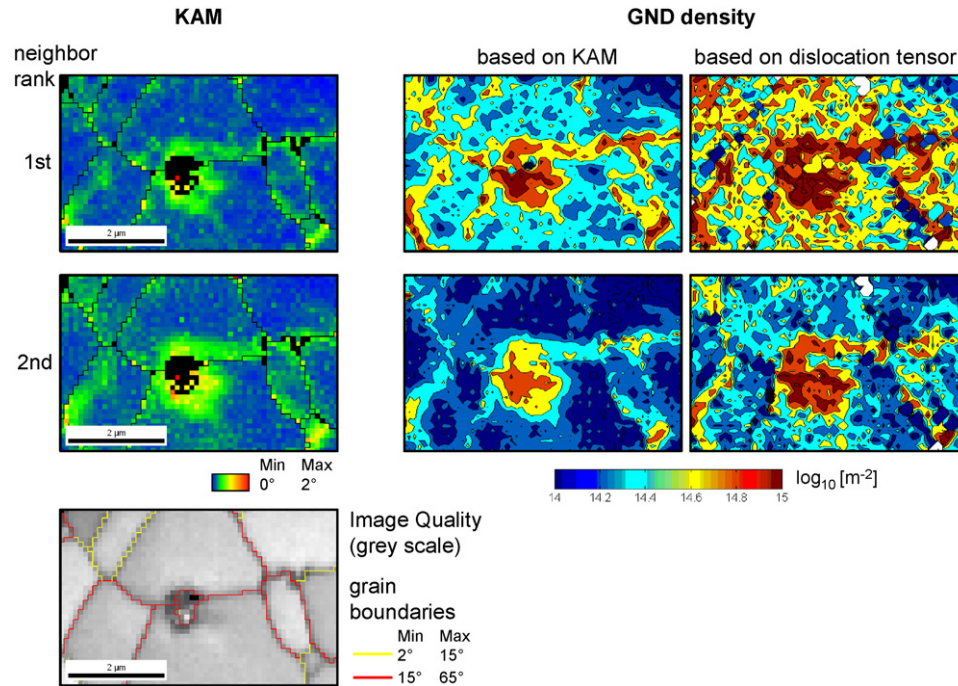 KAM
GND density
neighbor
rank
based on KAM
based on dislocation tensor
1st
2 µm
2nd
2 µm
Min Max
0° 2°
14 14.2 14.4 14.6 14.8 15
log10 [m-2]
Image Quality
(grey scale)
grain
boundaries
Min Max
2° 15°
15° 65°
2 µm